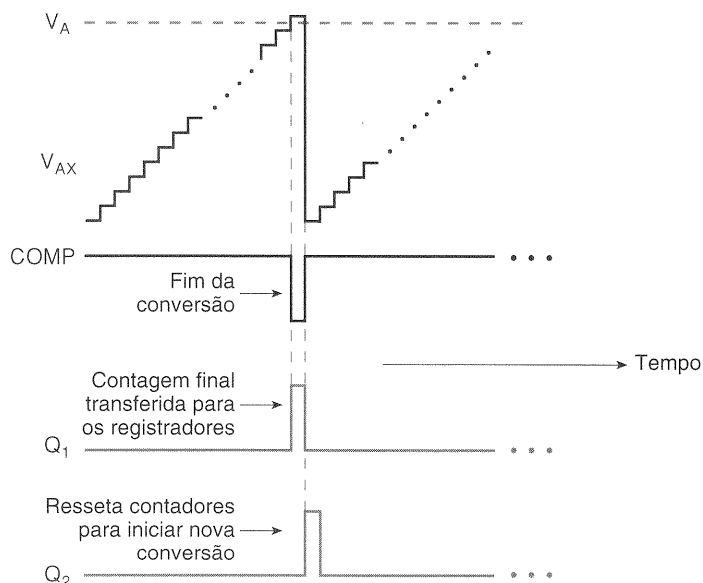 V_A
V_AX
COMP
Fim da
conversão
Tempo
Contagem final
transferida para
os registradores
Q_1
Resseta contadores
para iniciar nova
conversão
Q_2